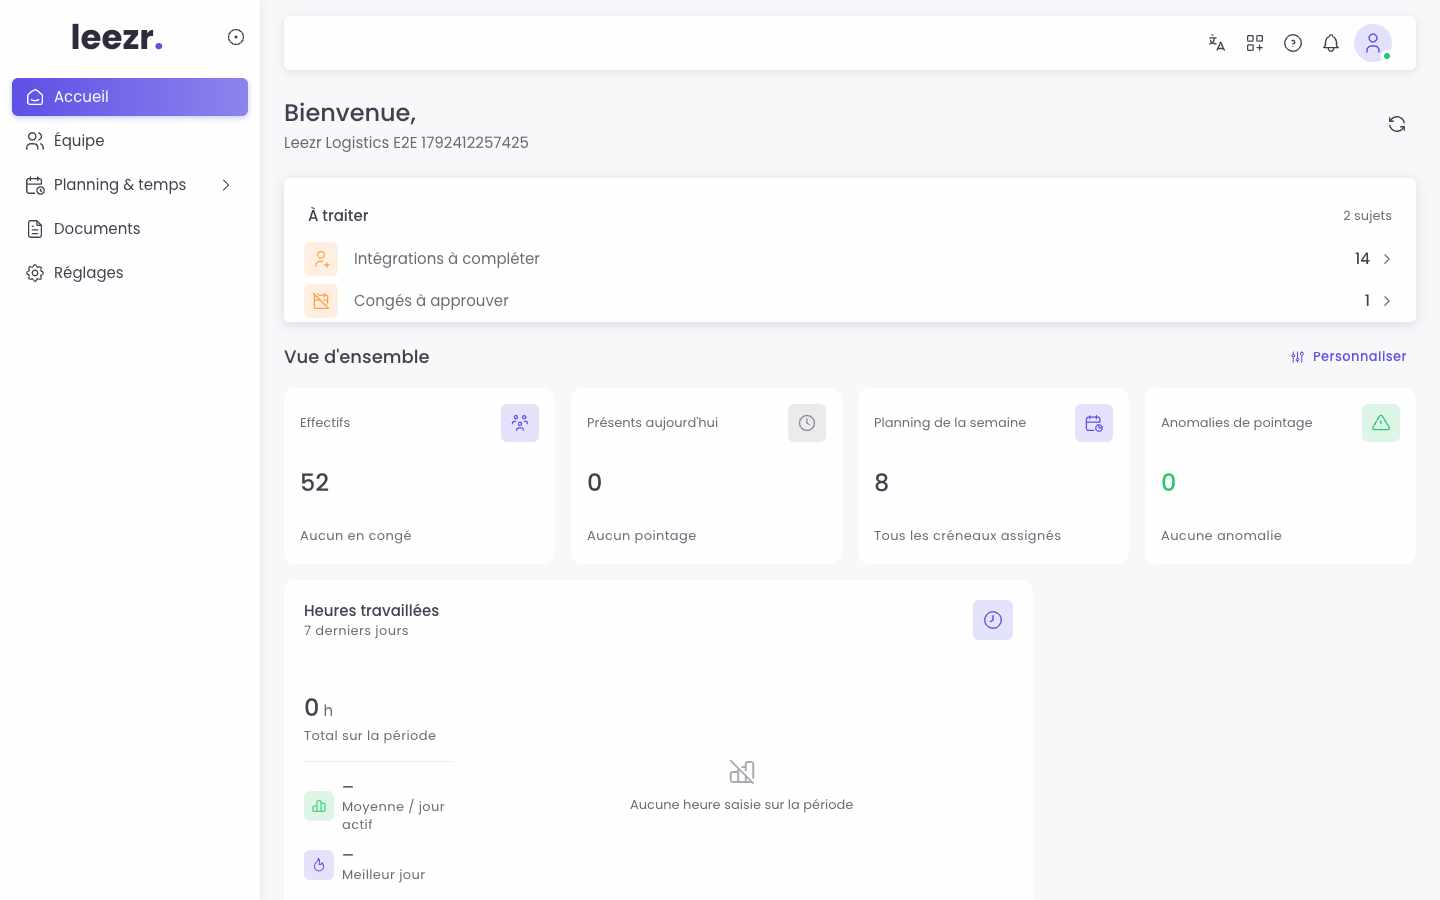 leezr.
Accueil
Équipe
Planning & temps
Documents
Réglages
Bienvenue,
Leezr Logistics E2E 1792412257425
À traiter
2 sujets
Intégrations à compléter
14
Congés à approuver
1
Vue d'ensemble
Personnaliser
Effectifs
52
Aucun en congé
Présents aujourd'hui
0
Aucun pointage
Planning de la semaine
8
Tous les créneaux assignés
Anomalies de pointage
0
Aucune anomalie
Heures travaillées
7 derniers jours
0 h
Total sur la période
–
Moyenne / jour
actif
–
Meilleur jour
Aucune heure saisie sur la période